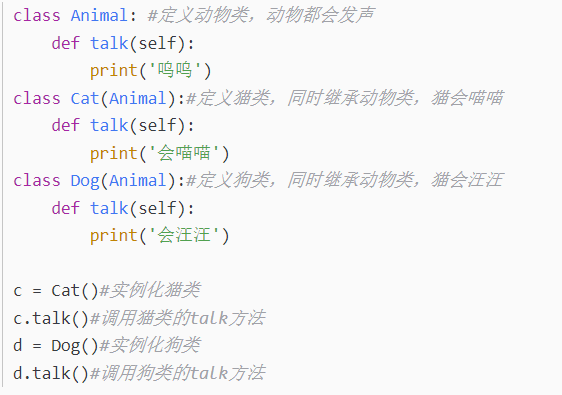 class Animal: #定义动物类，动物都会发声
    def talk(self):
        print('呜呜')
class Cat(Animal):#定义猫类，同时继承动物类，猫会喵喵
    def talk(self):
        print('会喵喵')
class Dog(Animal):#定义狗类，同时继承动物类，猫会汪汪
    def talk(self):
        print('会汪汪')

c = Cat()#实例化猫类
c.talk()#调用猫类的talk方法
d = Dog()#实例化狗类
d.talk()#调用狗类的talk方法